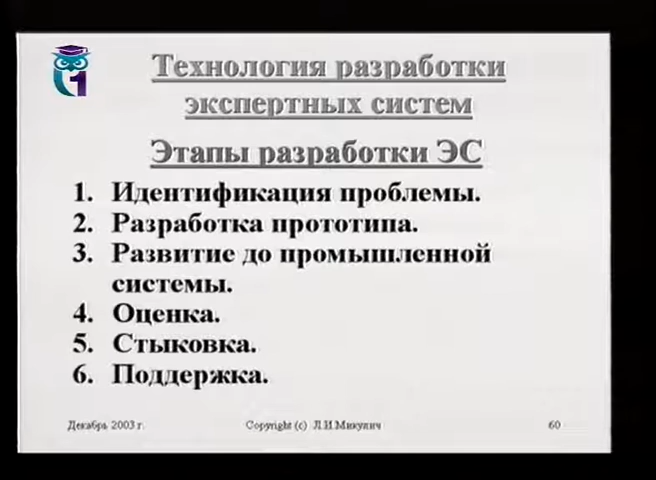 1
Технология разработки
экспертных систем
Этапы разработки ЭС
1. Идентификация проблемы.
2. Разработка прототипа.
3. Развитие до промышленной
системы.
4. Оценка.
5. Стыковка.
6. Поддержка.
Декабрь 2003 г. Copyright (c) Л.И.Микулич 60